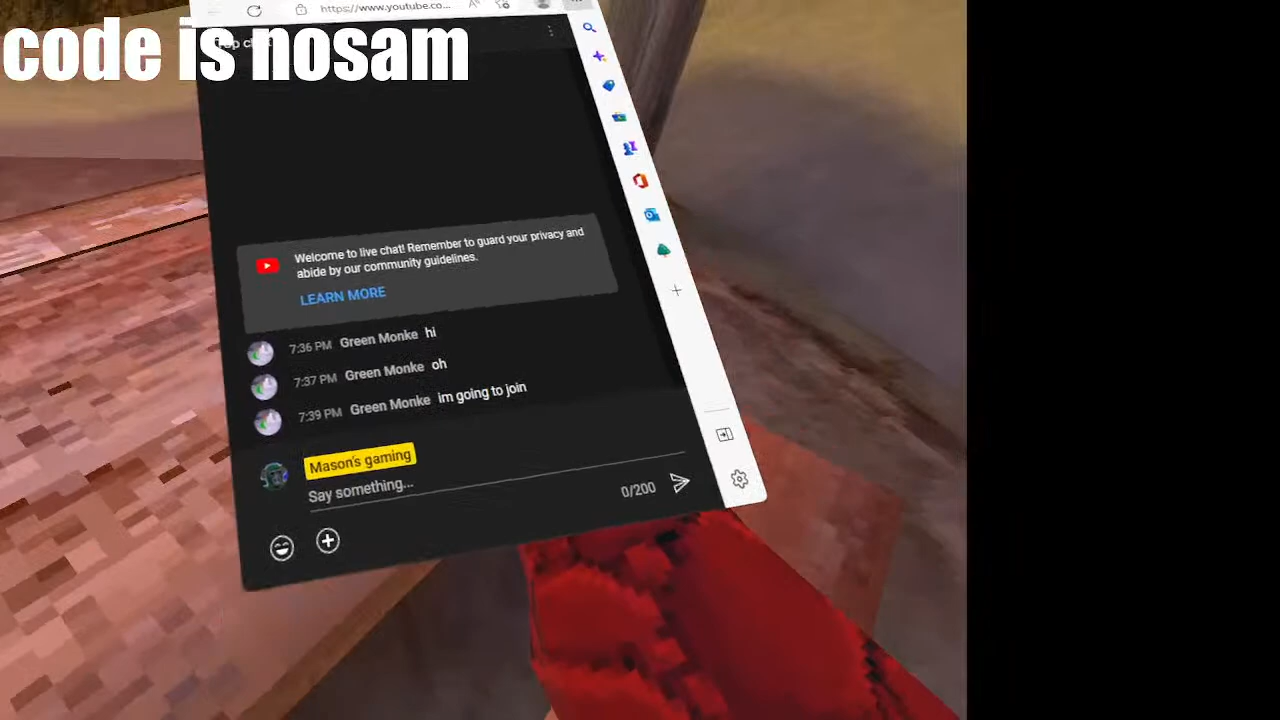 https://www.youtube.co...
code is nosam
Welcome to live chat! Remember to guard your privacy and
abide by our community guidelines.
LEARN MORE
7:36 PM Green Monke hi
7:37 PM Green Monke oh
7:39 PM Green Monke im going to join
Mason's gaming
Say something...
0/200